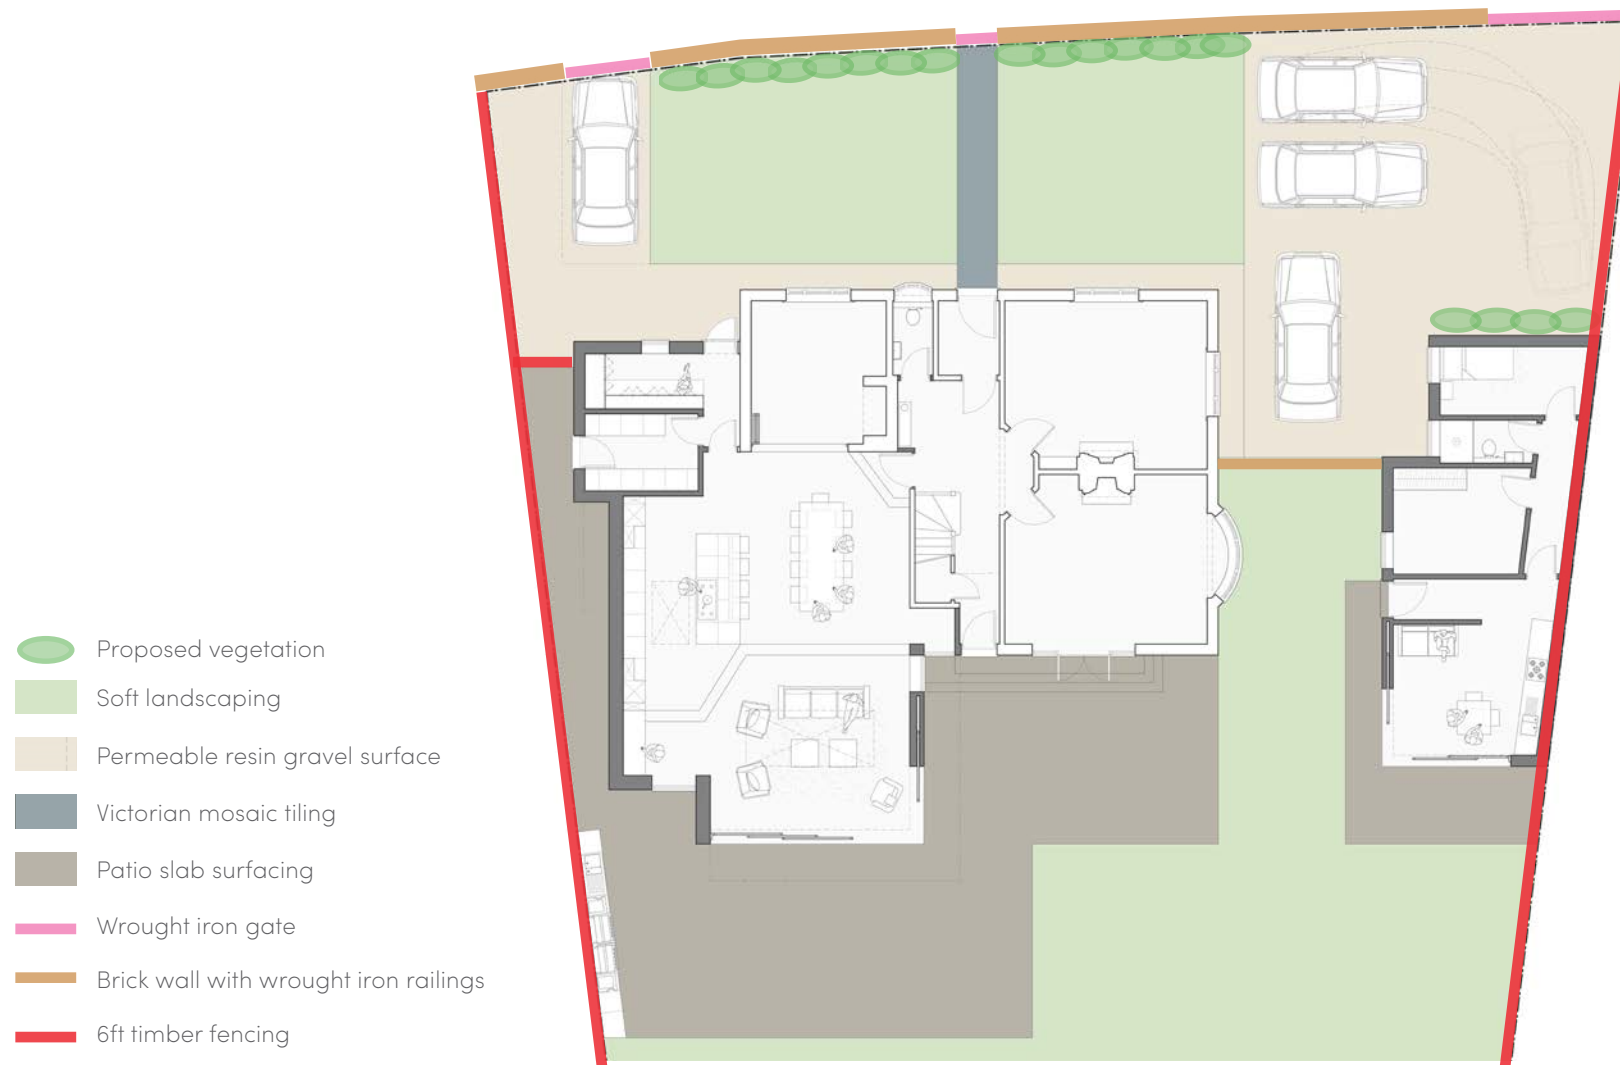 Proposed vegetation
Soft landscaping
Permeable resin gravel surface
Victorian mosaic tiling
Patio slab surfacing
Wrought iron gate
Brick wall with wrought iron railings
6ft timber fencing